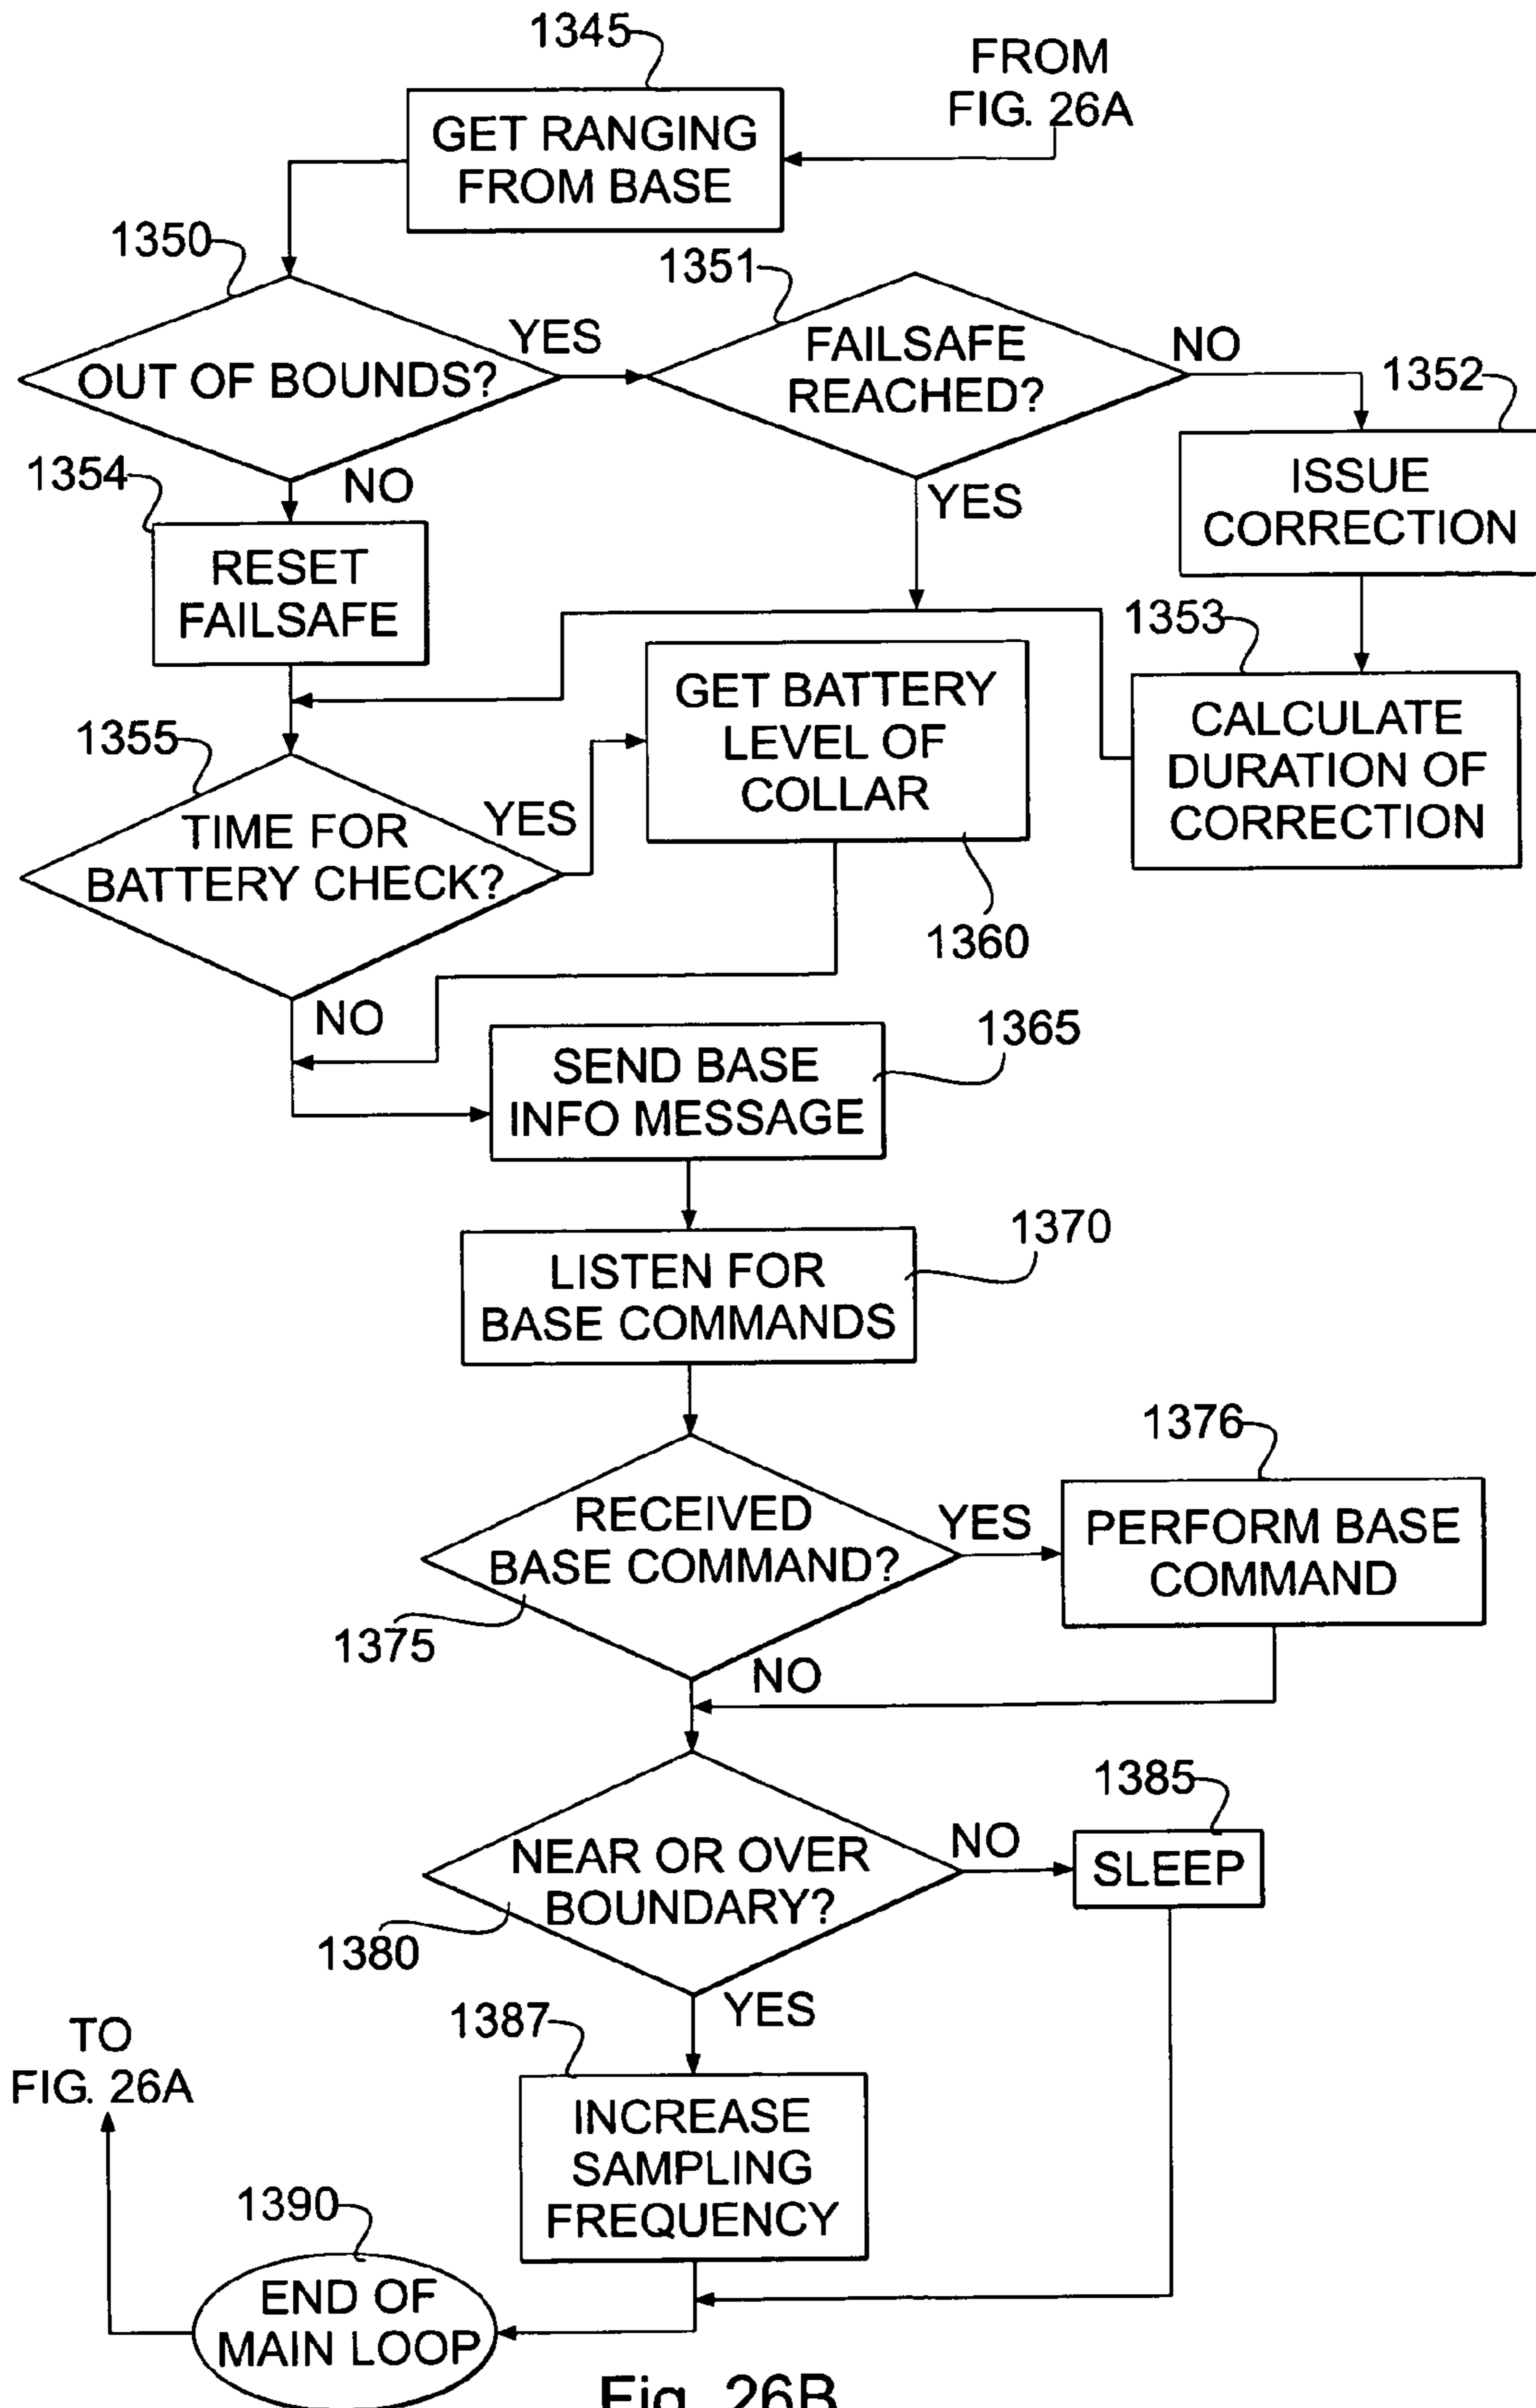 1345
FROM
FIG. 26A
GET RANGING
FROM BASE
1350
1351
OUT OF BOUNDS?
YES
FAILSAFE
REACHED?
NO
1352
ISSUE
CORRECTION
1354
NO
YES
RESET
FAILSAFE
1353
CALCULATE
DURATION OF
CORRECTION
GET BATTERY
LEVEL OF
COLLAR
1355
TIME FOR
BATTERY CHECK?
YES
1360
NO
1365
SEND BASE
INFO MESSAGE
1370
LISTEN FOR
BASE COMMANDS
1376
RECEIVED
BASE COMMAND?
YES
PERFORM BASE
COMMAND
1375
NO
1385
NEAR OR OVER
BOUNDARY?
NO
SLEEP
1380
YES
1387
TO
FIG. 26A
INCREASE
SAMPLING
FREQUENCY
1390
END OF
MAIN LOOP
Fig. 26B